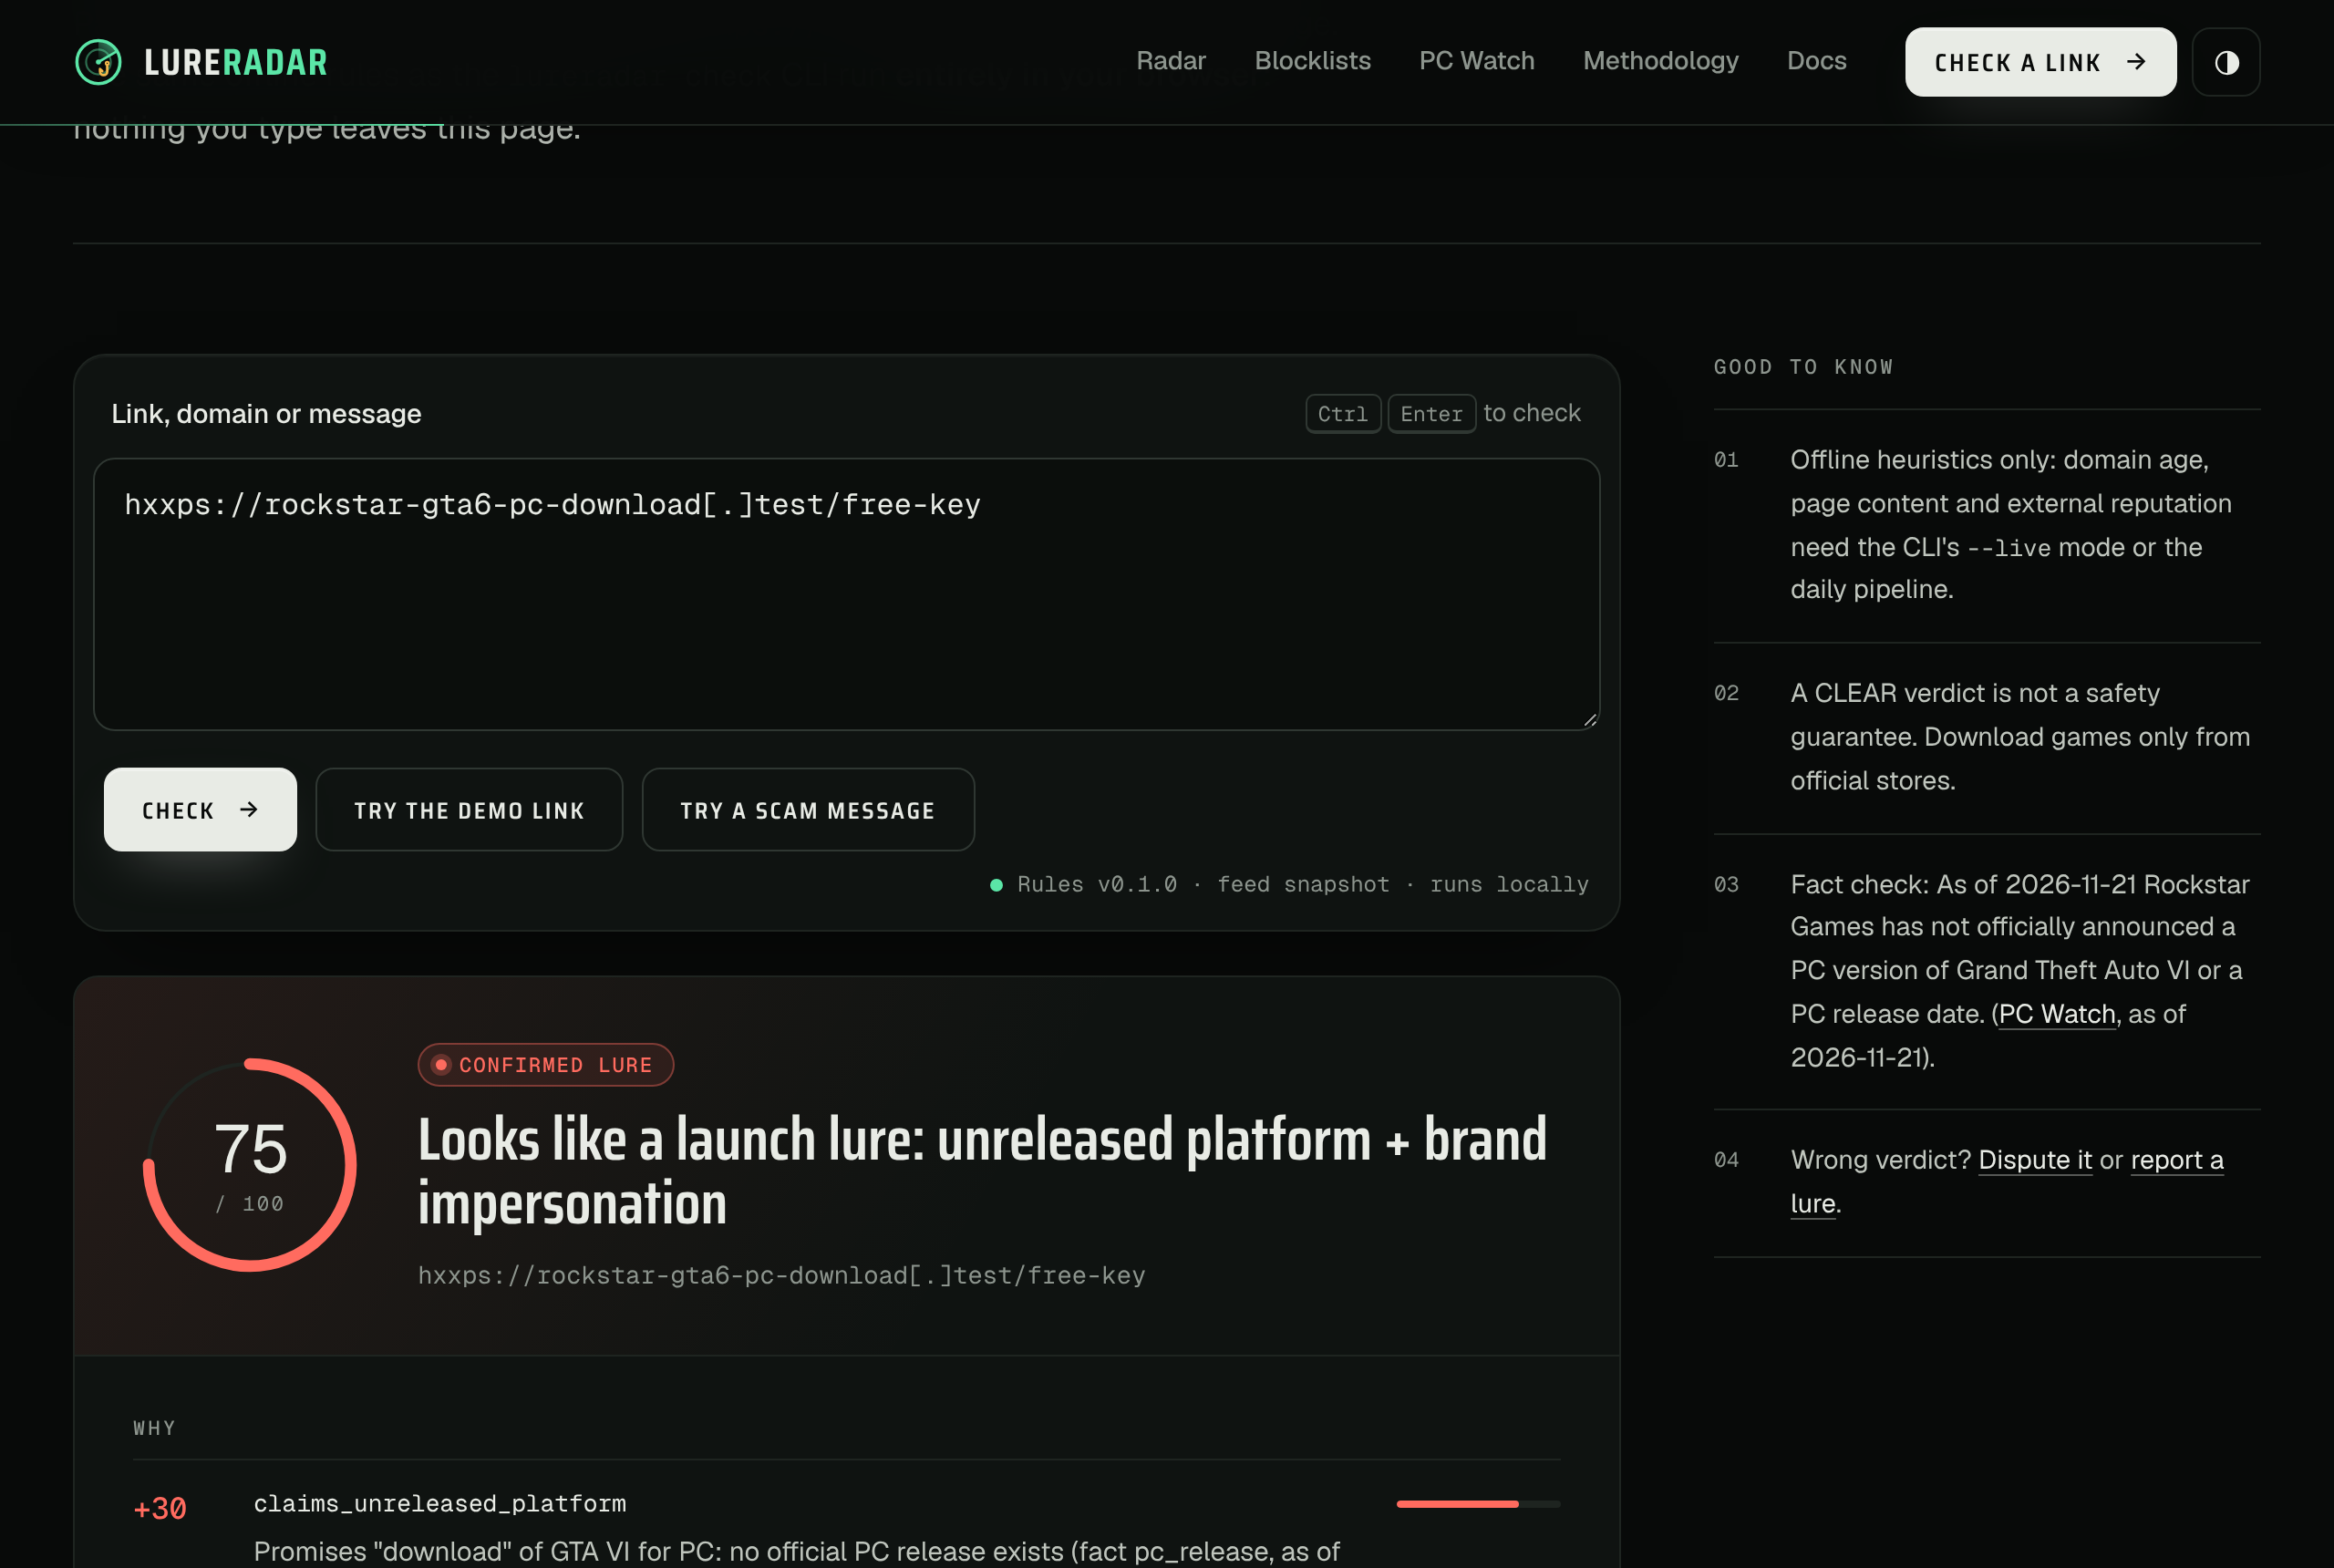 LURERADAR
Radar
Blocklists
PC Watch
Methodology
Docs
CHECK A LINK →
nothing you type leaves this page.
Link, domain or message
Ctrl Enter to check
hxxps://rockstar-gta6-pc-download[.]test/free-key
CHECK →
TRY THE DEMO LINK
TRY A SCAM MESSAGE
Rules v0.1.0 · feed snapshot · runs locally
CONFIRMED LURE
75
/ 100
Looks like a launch lure: unreleased platform + brand
impersonation
hxxps://rockstar-gta6-pc-download[.]test/free-key
WHY
+30
claims_unreleased_platform
Promises "download" of GTA VI for PC: no official PC release exists (fact pc_release, as of
GOOD TO KNOW
01
Offline heuristics only: domain age,
page content and external reputation
need the CLI's --live mode or the
daily pipeline.
02
A CLEAR verdict is not a safety
guarantee. Download games only from
official stores.
03
Fact check: As of 2026-11-21 Rockstar
Games has not officially announced a
PC version of Grand Theft Auto VI or a
PC release date. (PC Watch, as of
2026-11-21).
04
Wrong verdict? Dispute it or report a
lure.